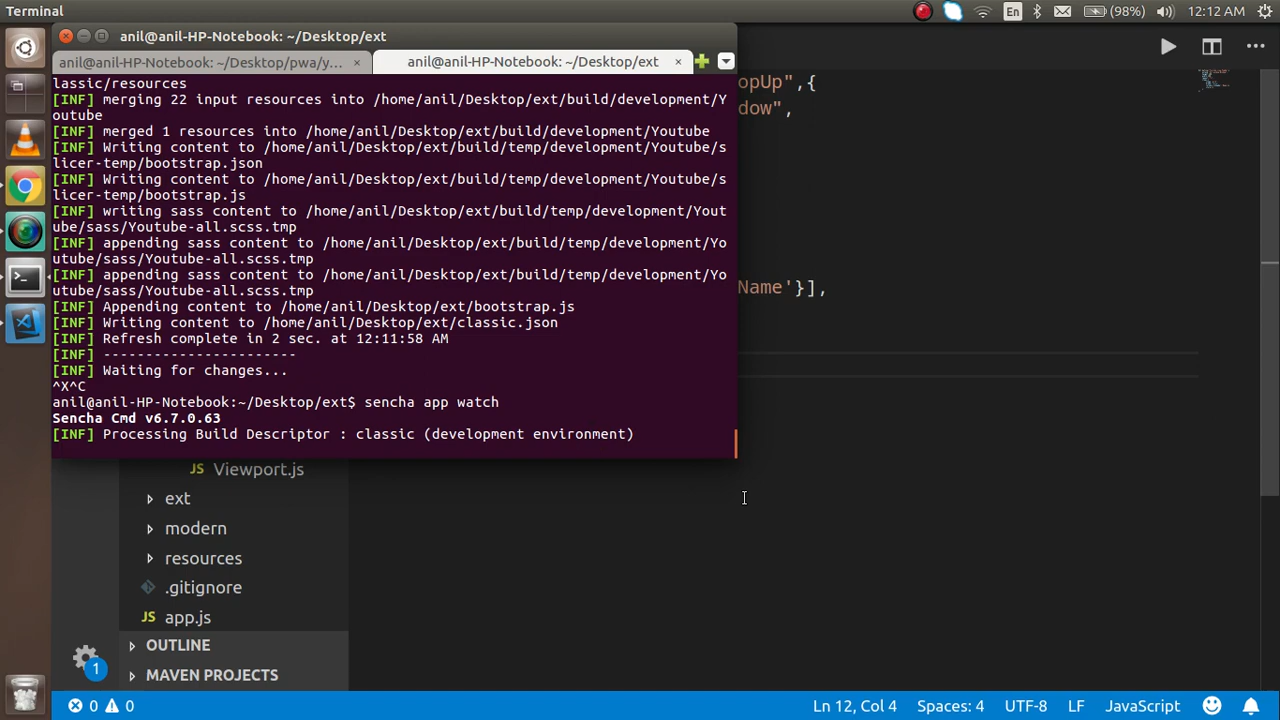 Terminal
En
(98%)
12:12 AM
anil@anil-HP-Notebook: ~/Desktop/ext
anil@anil-HP-Notebook: ~/Desktop/pwa/y... ×
anil@anil-HP-Notebook: ~/Desktop/ext ×
lassic/resources
[INF] merging 22 input resources into /home/anil/Desktop/ext/build/development/Y
outube
[INF] merged 1 resources into /home/anil/Desktop/ext/build/development/Youtube
[INF] Writing content to /home/anil/Desktop/ext/build/temp/development/Youtube/s
licer-temp/bootstrap.json
[INF] Writing content to /home/anil/Desktop/ext/build/temp/development/Youtube/s
licer-temp/bootstrap.js
[INF] writing sass content to /home/anil/Desktop/ext/build/temp/development/Yout
ube/sass/Youtube-all.scss.tmp
[INF] appending sass content to /home/anil/Desktop/ext/build/temp/development/Yo
utube/sass/Youtube-all.scss.tmp
[INF] appending sass content to /home/anil/Desktop/ext/build/temp/development/Yo
utube/sass/Youtube-all.scss.tmp
[INF] Appending content to /home/anil/Desktop/ext/bootstrap.js
[INF] Writing content to /home/anil/Desktop/ext/classic.json
[INF] Refresh complete in 2 sec. at 12:11:58 AM
[INF] -----------------------
[INF] Waiting for changes...
^X^C
anil@anil-HP-Notebook:~/Desktop/ext$ sencha app watch
Sencha Cmd v6.7.0.63
[INF] Processing Build Descriptor : classic (development environment)
opUp",{
dow",
Name'}],
JS Viewport.js
ext
modern
resources
.gitignore
JS app.js
OUTLINE
MAVEN PROJECTS
1
0 0
Ln 12, Col 4
Spaces: 4
UTF-8
LF
JavaScript